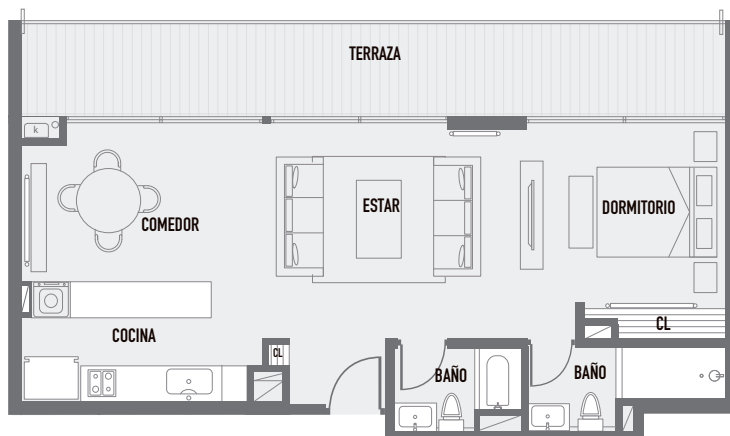 TERRAZA
k
COMEDOR
ESTAR
DORMITORIO
COCINA
CL
CL
BAÑO
BAÑO